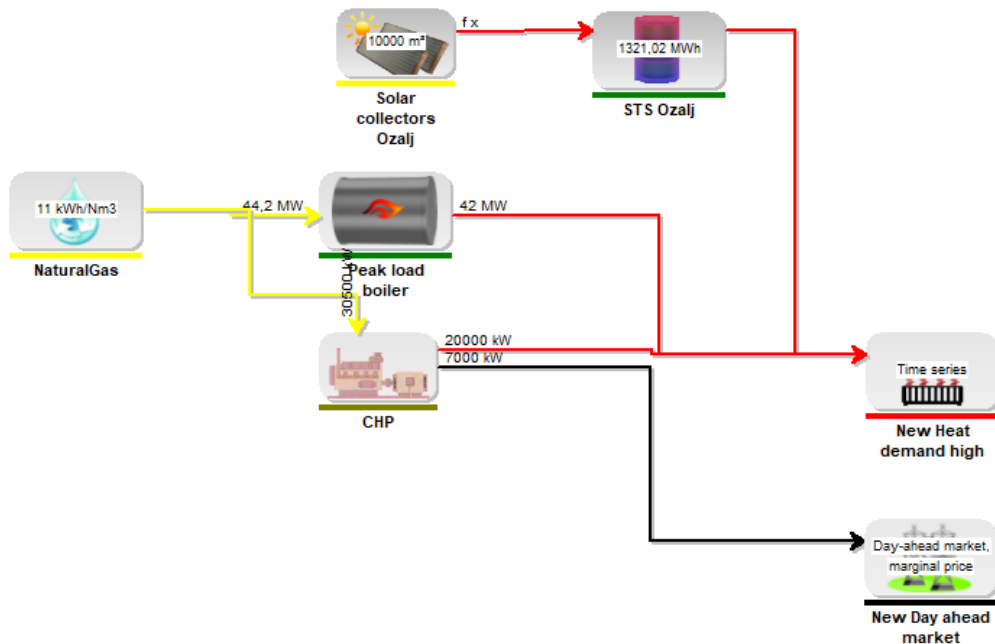 10000 m²
f x
1321,02 MWh
Solar
collectors
Ozalj
STS Ozalj
11 kWh/Nm3
44,2 MW
42 MW
NaturalGas
Peak load
boiler
30500 kW
20000 kW
7000 kW
CHP
Time series
New Heat
demand high
Day-ahead market,
marginal price
New Day ahead
market